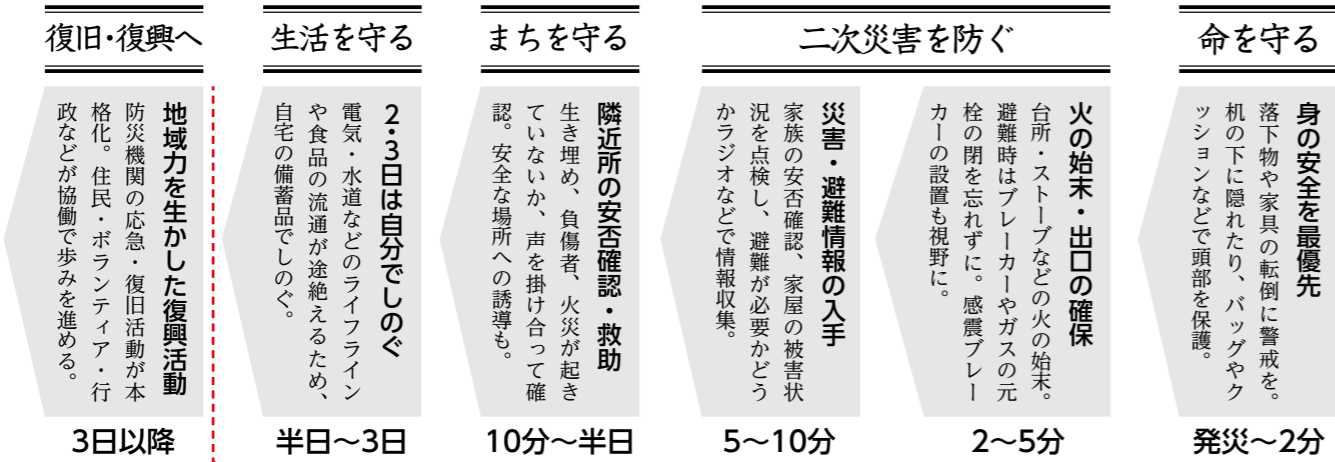 命を守る
身の安全を最優先
落下物や家具の転倒に警戒を。
机の下に隠れたり、バッグやク
ッションなどで頭部を保護。
発災～2分
二次災害を防ぐ
火の始末・出口の確保
台所・ストーブなどの火の始末。
避難時はブレーカーやガスの元
栓の閉を忘れずに。感震ブレー
カーの設置も視野に。
2～5分
災害・避難情報の入手
家族の安否確認、家屋の被害状
況を点検し、避難が必要かどう
かラジオなどで情報収集。
5～10分
まちを守る
隣近所の安否確認・救助
生き埋め、負傷者、火災が起き
ていないか、声を掛け合って確
認。安全な場所への誘導も。
10分～半日
生活を守る
2・3日は自分でしのぐ
電気・水道などのライフライン
や食品の流通が途絶えるため、
自宅の備蓄品でしのぐ。
半日～3日
復旧・復興へ
地域力を生かした復興活動
防災機関の応急・復旧活動が本
格化。住民・ボランティア・行
政などが協働で歩みを進める。
3日以降